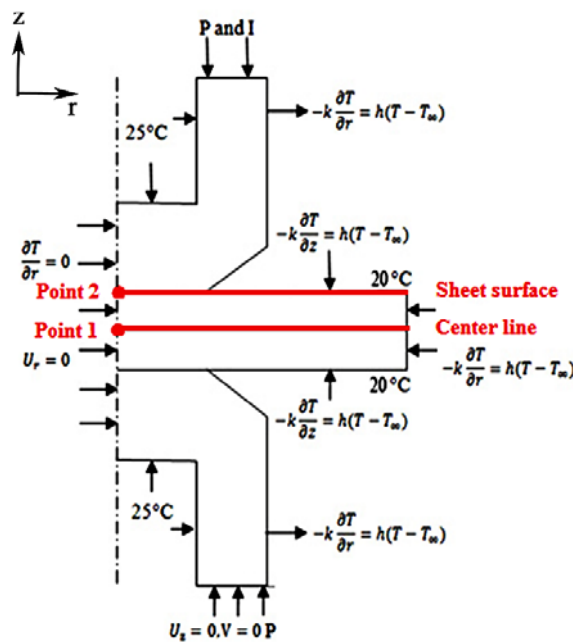 z
r
P and I
25°C
−k ∂T/∂r = h(T − T∞)
−k ∂T/∂z = h(T − T∞)
∂T/∂r = 0
Point 2
20°C
Sheet surface
Point 1
Center line
U_r = 0
20°C
−k ∂T/∂r = h(T − T∞)
−k ∂T/∂z = h(T − T∞)
25°C
−k ∂T/∂r = h(T − T∞)
U_z = 0.V = 0 P